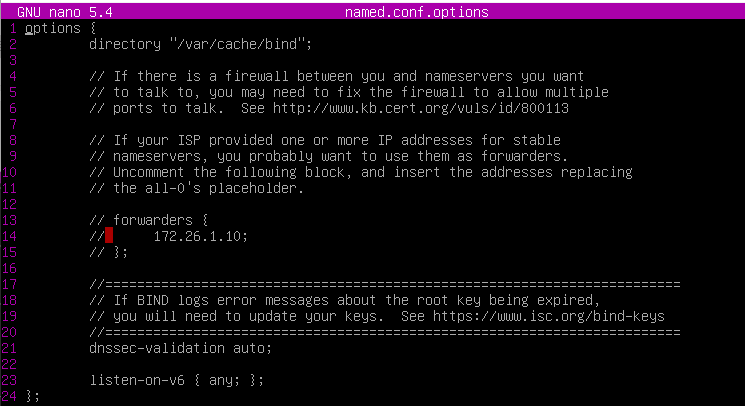 GNU nano 5.4 named.conf.options
1 options {
2 directory "/var/cache/bind";
3
4 // If there is a firewall between you and nameservers you want
5 // to talk to, you may need to fix the firewall to allow multiple
6 // ports to talk.  See http://www.kb.cert.org/vuls/id/800113
7
8 // If your ISP provided one or more IP addresses for stable
9 // nameservers, you probably want to use them as forwarders.
10 // Uncomment the following block, and insert the addresses replacing
11 // the all-0's placeholder.
12
13 // forwarders {
14 // 172.26.1.10;
15 // };
16
17 //========================================================================
18 // If BIND logs error messages about the root key being expired,
19 // you will need to update your keys.  See https://www.isc.org/bind-keys
20 //========================================================================
21 dnssec-validation auto;
22
23 listen-on-v6 { any; };
24 };